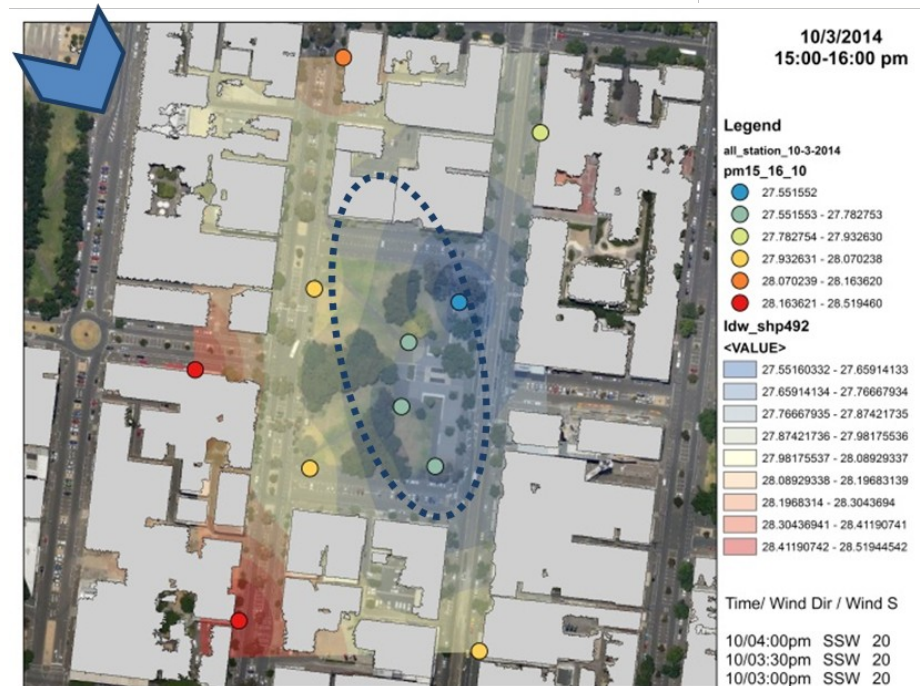 10/3/2014
15:00-16:00 pm
Legend
all_station_10-3-2014
pm15_16_10
27.551552
27.551553 - 27.782753
27.782754 - 27.932630
27.932631 - 28.070238
28.070239 - 28.163620
28.163621 - 28.519460
Idw_shp492
<VALUE>
27.55160332 - 27.65914133
27.65914134 - 27.76667934
27.76667935 - 27.87421735
27.87421736 - 27.98175536
27.98175537 - 28.08929337
28.08929338 - 28.19683139
28.1968314 - 28.3043694
28.30436941 - 28.41190741
28.41190742 - 28.51944542
Time/ Wind Dir / Wind S
10/04:00pm SSW 20
10/03:30pm SSW 20
10/03:00pm SSW 20